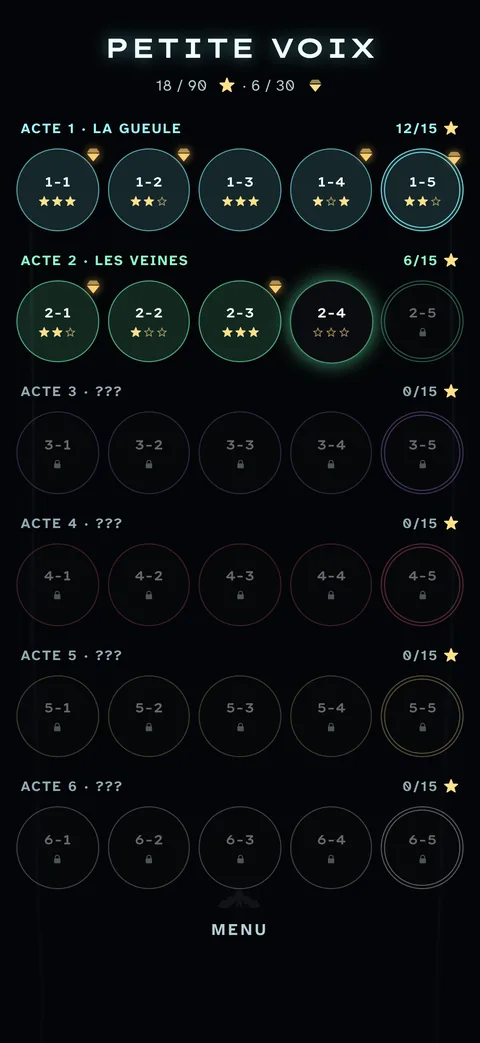 PETITE VOIX
18 / 90 ★ · 6 / 30
ACTE 1 · LA GUEULE 12/15 ★
1-1 1-2 1-3 1-4 1-5
★★★ ★★☆ ★★★ ★☆★ ★★☆
ACTE 2 · LES VEINES 6/15 ★
2-1 2-2 2-3 2-4 2-5
★★☆ ★☆☆ ★★★ ☆☆☆
ACTE 3 · ??? 0/15 ★
3-1 3-2 3-3 3-4 3-5
ACTE 4 · ??? 0/15 ★
4-1 4-2 4-3 4-4 4-5
ACTE 5 · ??? 0/15 ★
5-1 5-2 5-3 5-4 5-5
ACTE 6 · ??? 0/15 ★
6-1 6-2 6-3 6-4 6-5
MENU